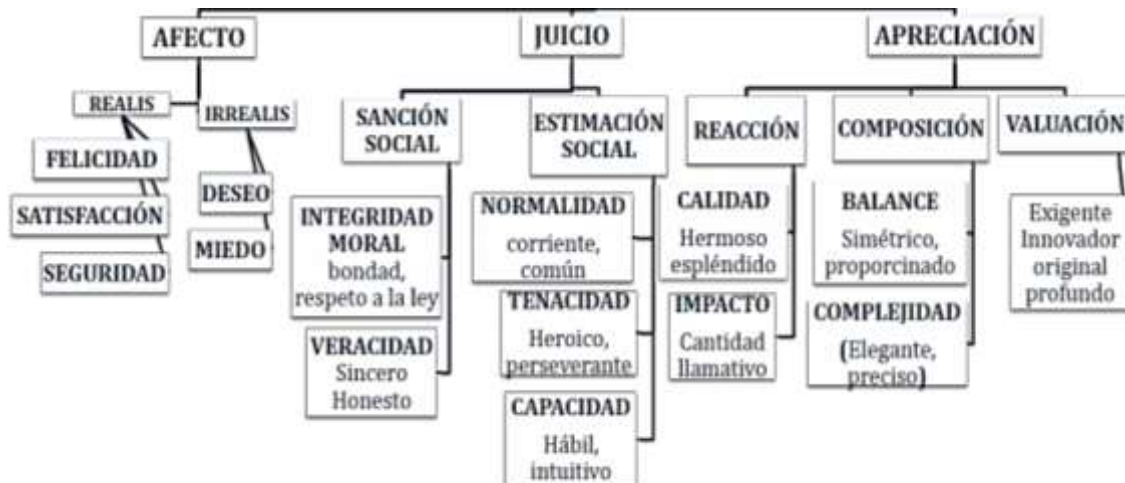 AFECTO
JUICIO
APRECIACIÓN
REALIS
IRREALIS
FELICIDAD
SATISFACCIÓN
SEGURIDAD
DESEO
MIEDO
SANCIÓN
SOCIAL
INTEGRIDAD
MORAL
bondad,
respeto a la ley
VERACIDAD
Sincero
Honesto
ESTIMACIÓN
SOCIAL
NORMALIDAD
corriente,
común
TENACIDAD
Heroico,
perseverante
CAPACIDAD
Hábil,
intuitivo
REACCIÓN
CALIDAD
Hermoso
espléndido
IMPACTO
Cantidad
llamativo
COMPOSICIÓN
BALANCE
Simétrico,
proporcinado
COMPLEJIDAD
(Elegante,
preciso)
VALUACIÓN
Exigente
Innovador
original
profundo